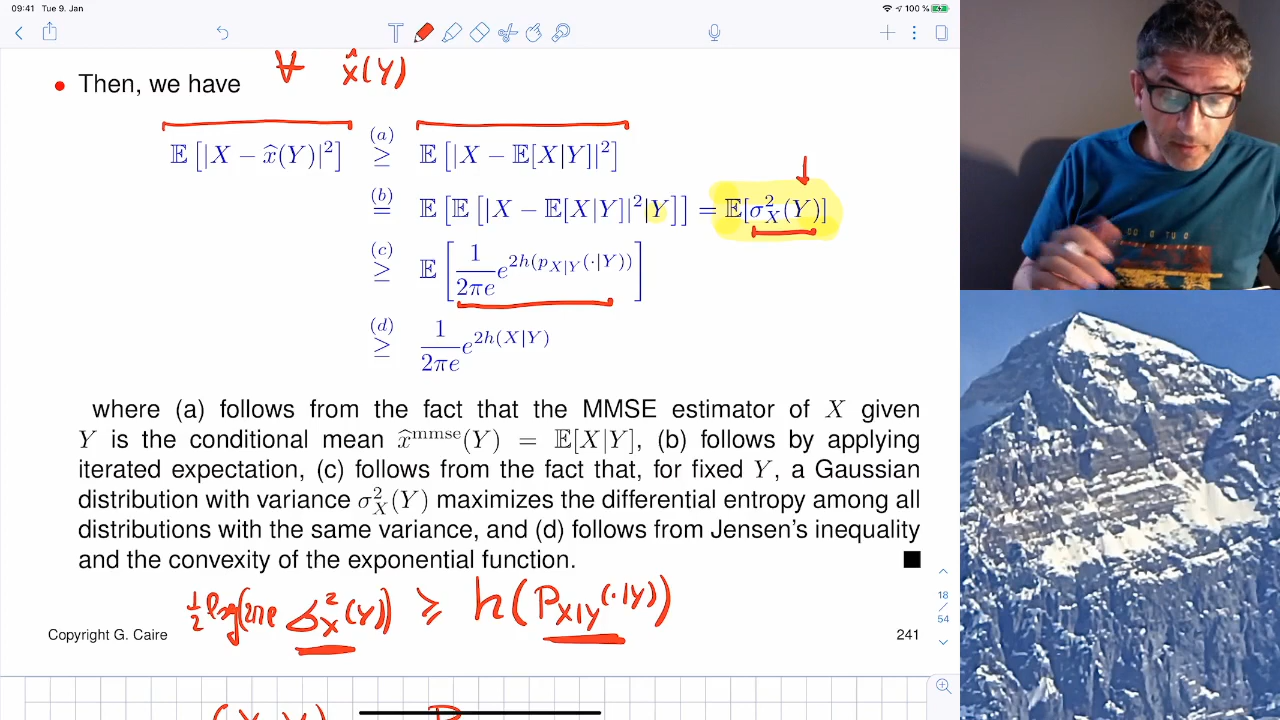 09:41 Tue 9. Jan
100 %
T
∀ x̂(Y)
• Then, we have
𝔼[|X − x̂(Y)|²] (a) ≥ 𝔼[|X − 𝔼[X|Y]|²]
(b) = 𝔼[𝔼[|X − 𝔼[X|Y]|²|Y]] = 𝔼[σ²_X(Y)]
(c) ≥ 𝔼[1/(2πe) e^{2h(p_{X|Y}(·|Y))}]
(d) ≥ 1/(2πe) e^{2h(X|Y)}
where (a) follows from the fact that the MMSE estimator of X given
Y is the conditional mean x̂^mmse(Y) = 𝔼[X|Y], (b) follows by applying
iterated expectation, (c) follows from the fact that, for fixed Y, a Gaussian
distribution with variance σ²_X(Y) maximizes the differential entropy among all
distributions with the same variance, and (d) follows from Jensen's inequality
and the convexity of the exponential function. ■
½ log(2πe σ²_X(Y)) ≥ h(P_{X|Y}(·|Y))
Copyright G. Caire 241
18
/
54